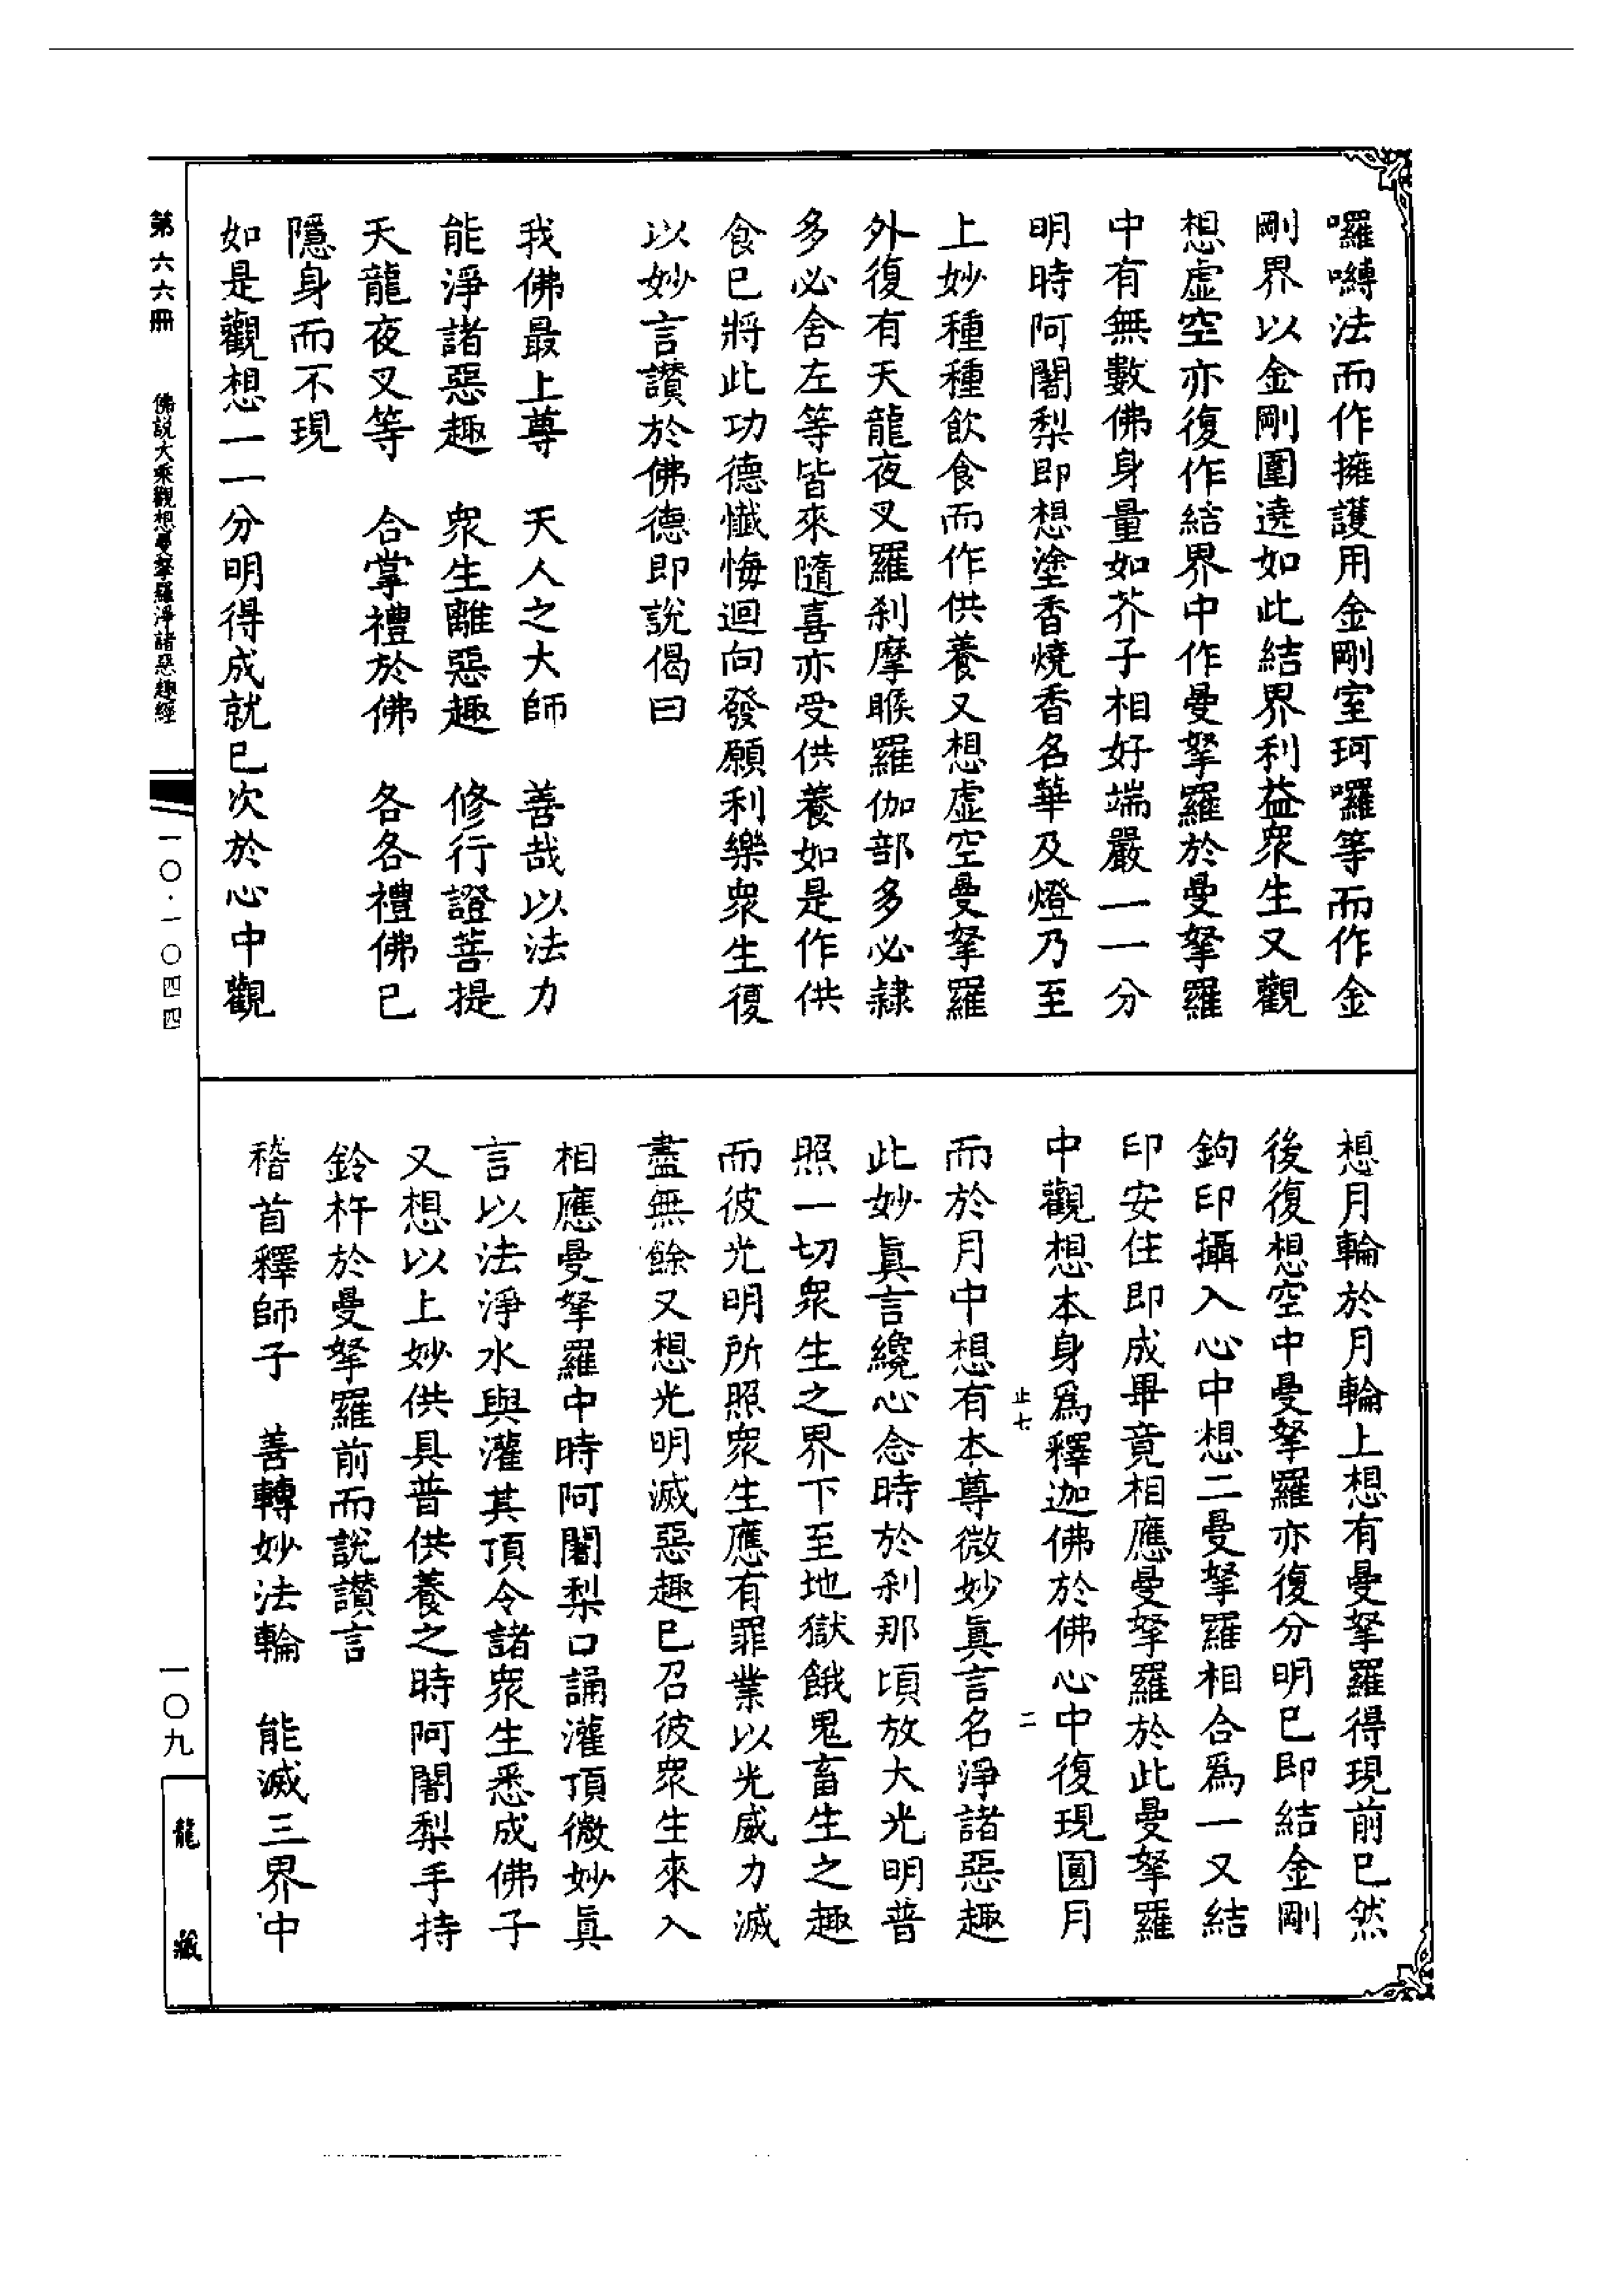 囉嚩法而作擁護用金剛室珂囉等而作金
剛界以金剛圍遶如此結界利益眾生又觀
想虛空亦復作結界中作曼拏羅於曼拏羅
中有無數佛身量如芥子相好端嚴一一分
明時阿闍梨即想塗香燒香名華及燈乃至
上妙種種飲食而作供養又想虛空曼拏羅
外復有天龍夜叉羅剎摩睺羅伽部多必隸
多必舍左等皆來隨喜亦受供養如是作供
食已將此功德懺悔迴向發願利樂眾生復
以妙言讚於佛德即說偈曰
我佛最上尊　天人之大師　善哉以法力
能淨諸惡趣　眾生離惡趣　修行證菩提
天龍夜叉等　合掌禮於佛　各各禮佛已
隱身而不現
如是觀想一一分明得成就已次於心中觀
想月輪於月輪上想有曼拏羅得現前已然
後復想空中曼拏羅亦復分明已即結金剛
鉤印攝入心中想二曼拏羅相合為一又結
印安住即成畢竟相應曼拏羅於此曼拏羅
中觀想本身為釋迦佛於佛心中復現圓月
止七　二
而於月中想有本尊微妙真言名淨諸惡趣
此妙真言纔心念時於剎那頃放大光明普
照一切眾生之界下至地獄餓鬼畜生之趣
而彼光明所照眾生應有罪業以光威力滅
盡無餘又想光明滅惡趣已召彼眾生來入
相應曼拏羅中時阿闍梨口誦灌頂微妙真
言以法淨水與灌其頂令諸眾生悉成佛子
又想以上妙供具普供養之時阿闍梨手持
鈴杵於曼拏羅前而說讚言
稽首釋師子　善轉妙法輪　能滅三界中
第六六冊　佛說大乘觀想曼拏羅淨諸惡趣經
一〇·一〇四四
一〇九
龍藏